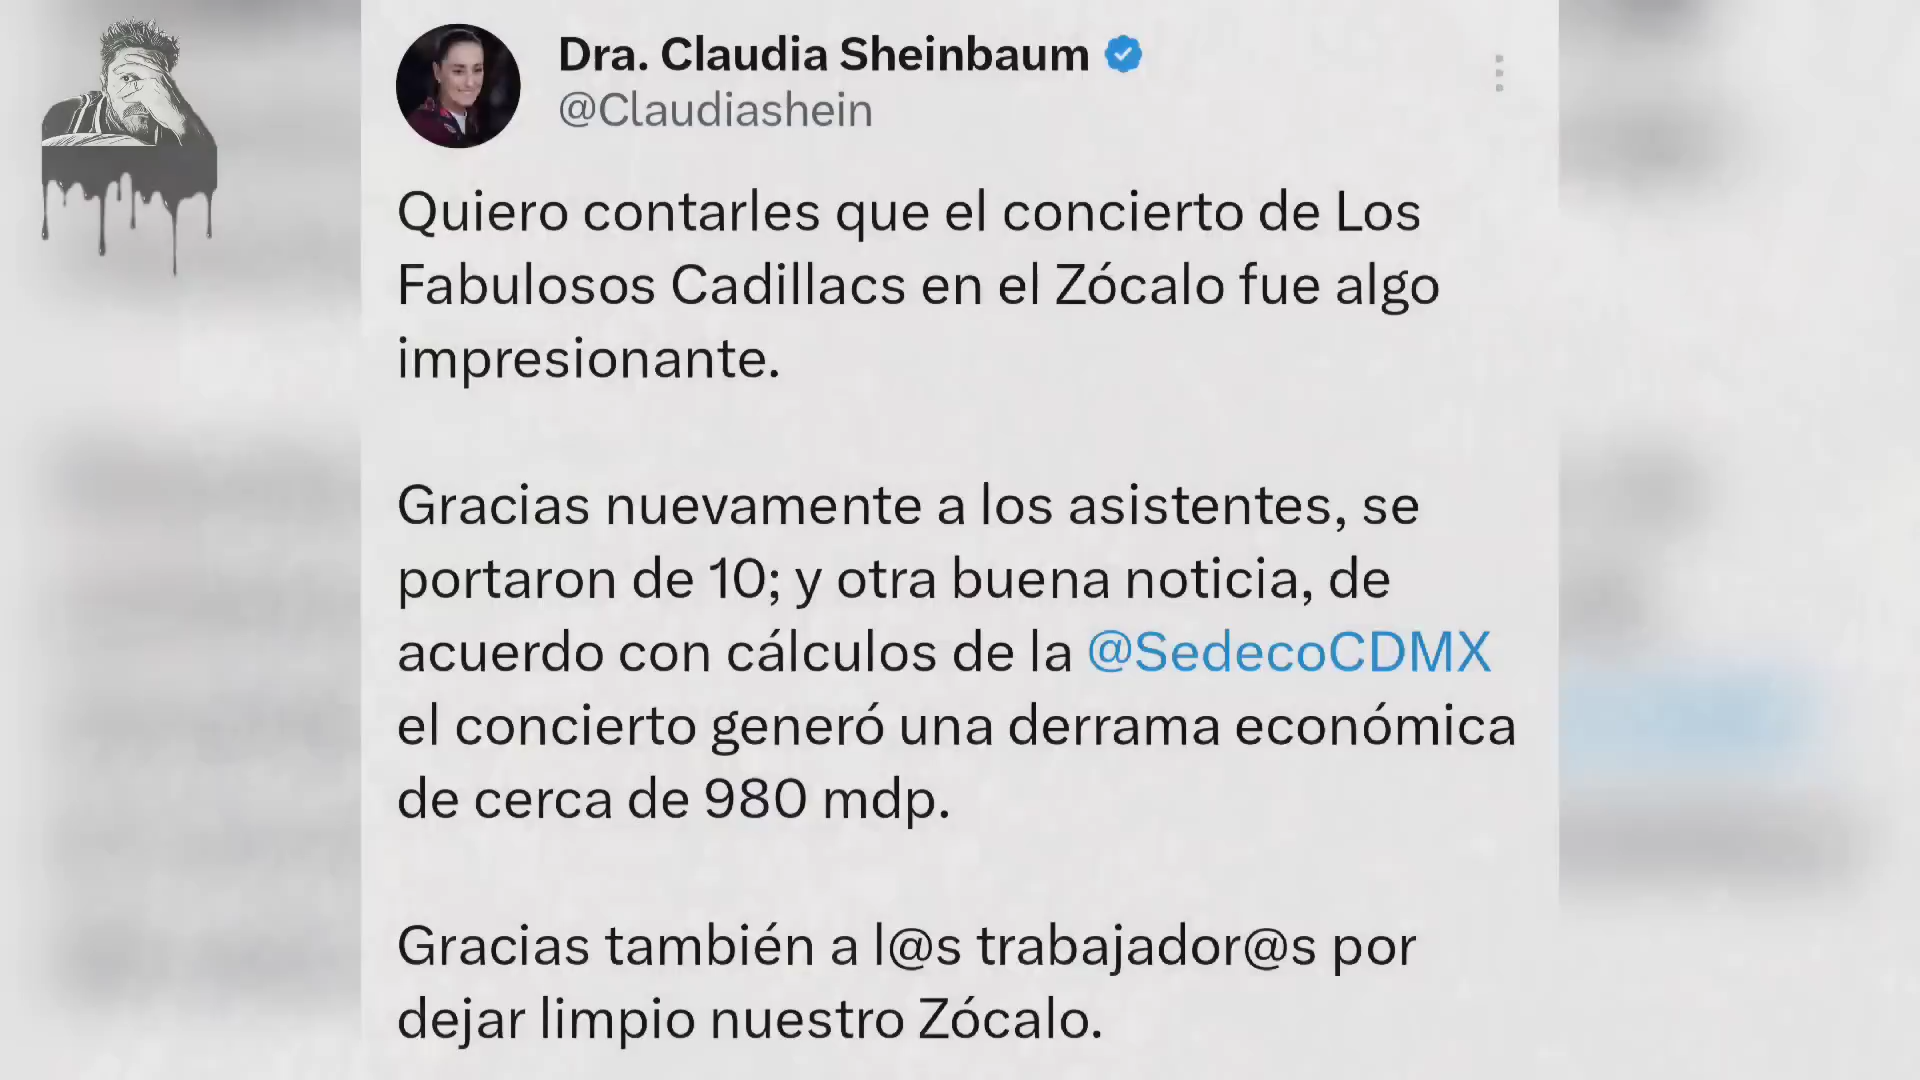 Dra. Claudia Sheinbaum
@Claudiashein
Quiero contarles que el concierto de Los
Fabulosos Cadillacs en el Zócalo fue algo
impresionante.
Gracias nuevamente a los asistentes, se
portaron de 10; y otra buena noticia, de
acuerdo con cálculos de la @SedecoCDMX
el concierto generó una derrama económica
de cerca de 980 mdp.
Gracias también a l@s trabajador@s por
dejar limpio nuestro Zócalo.